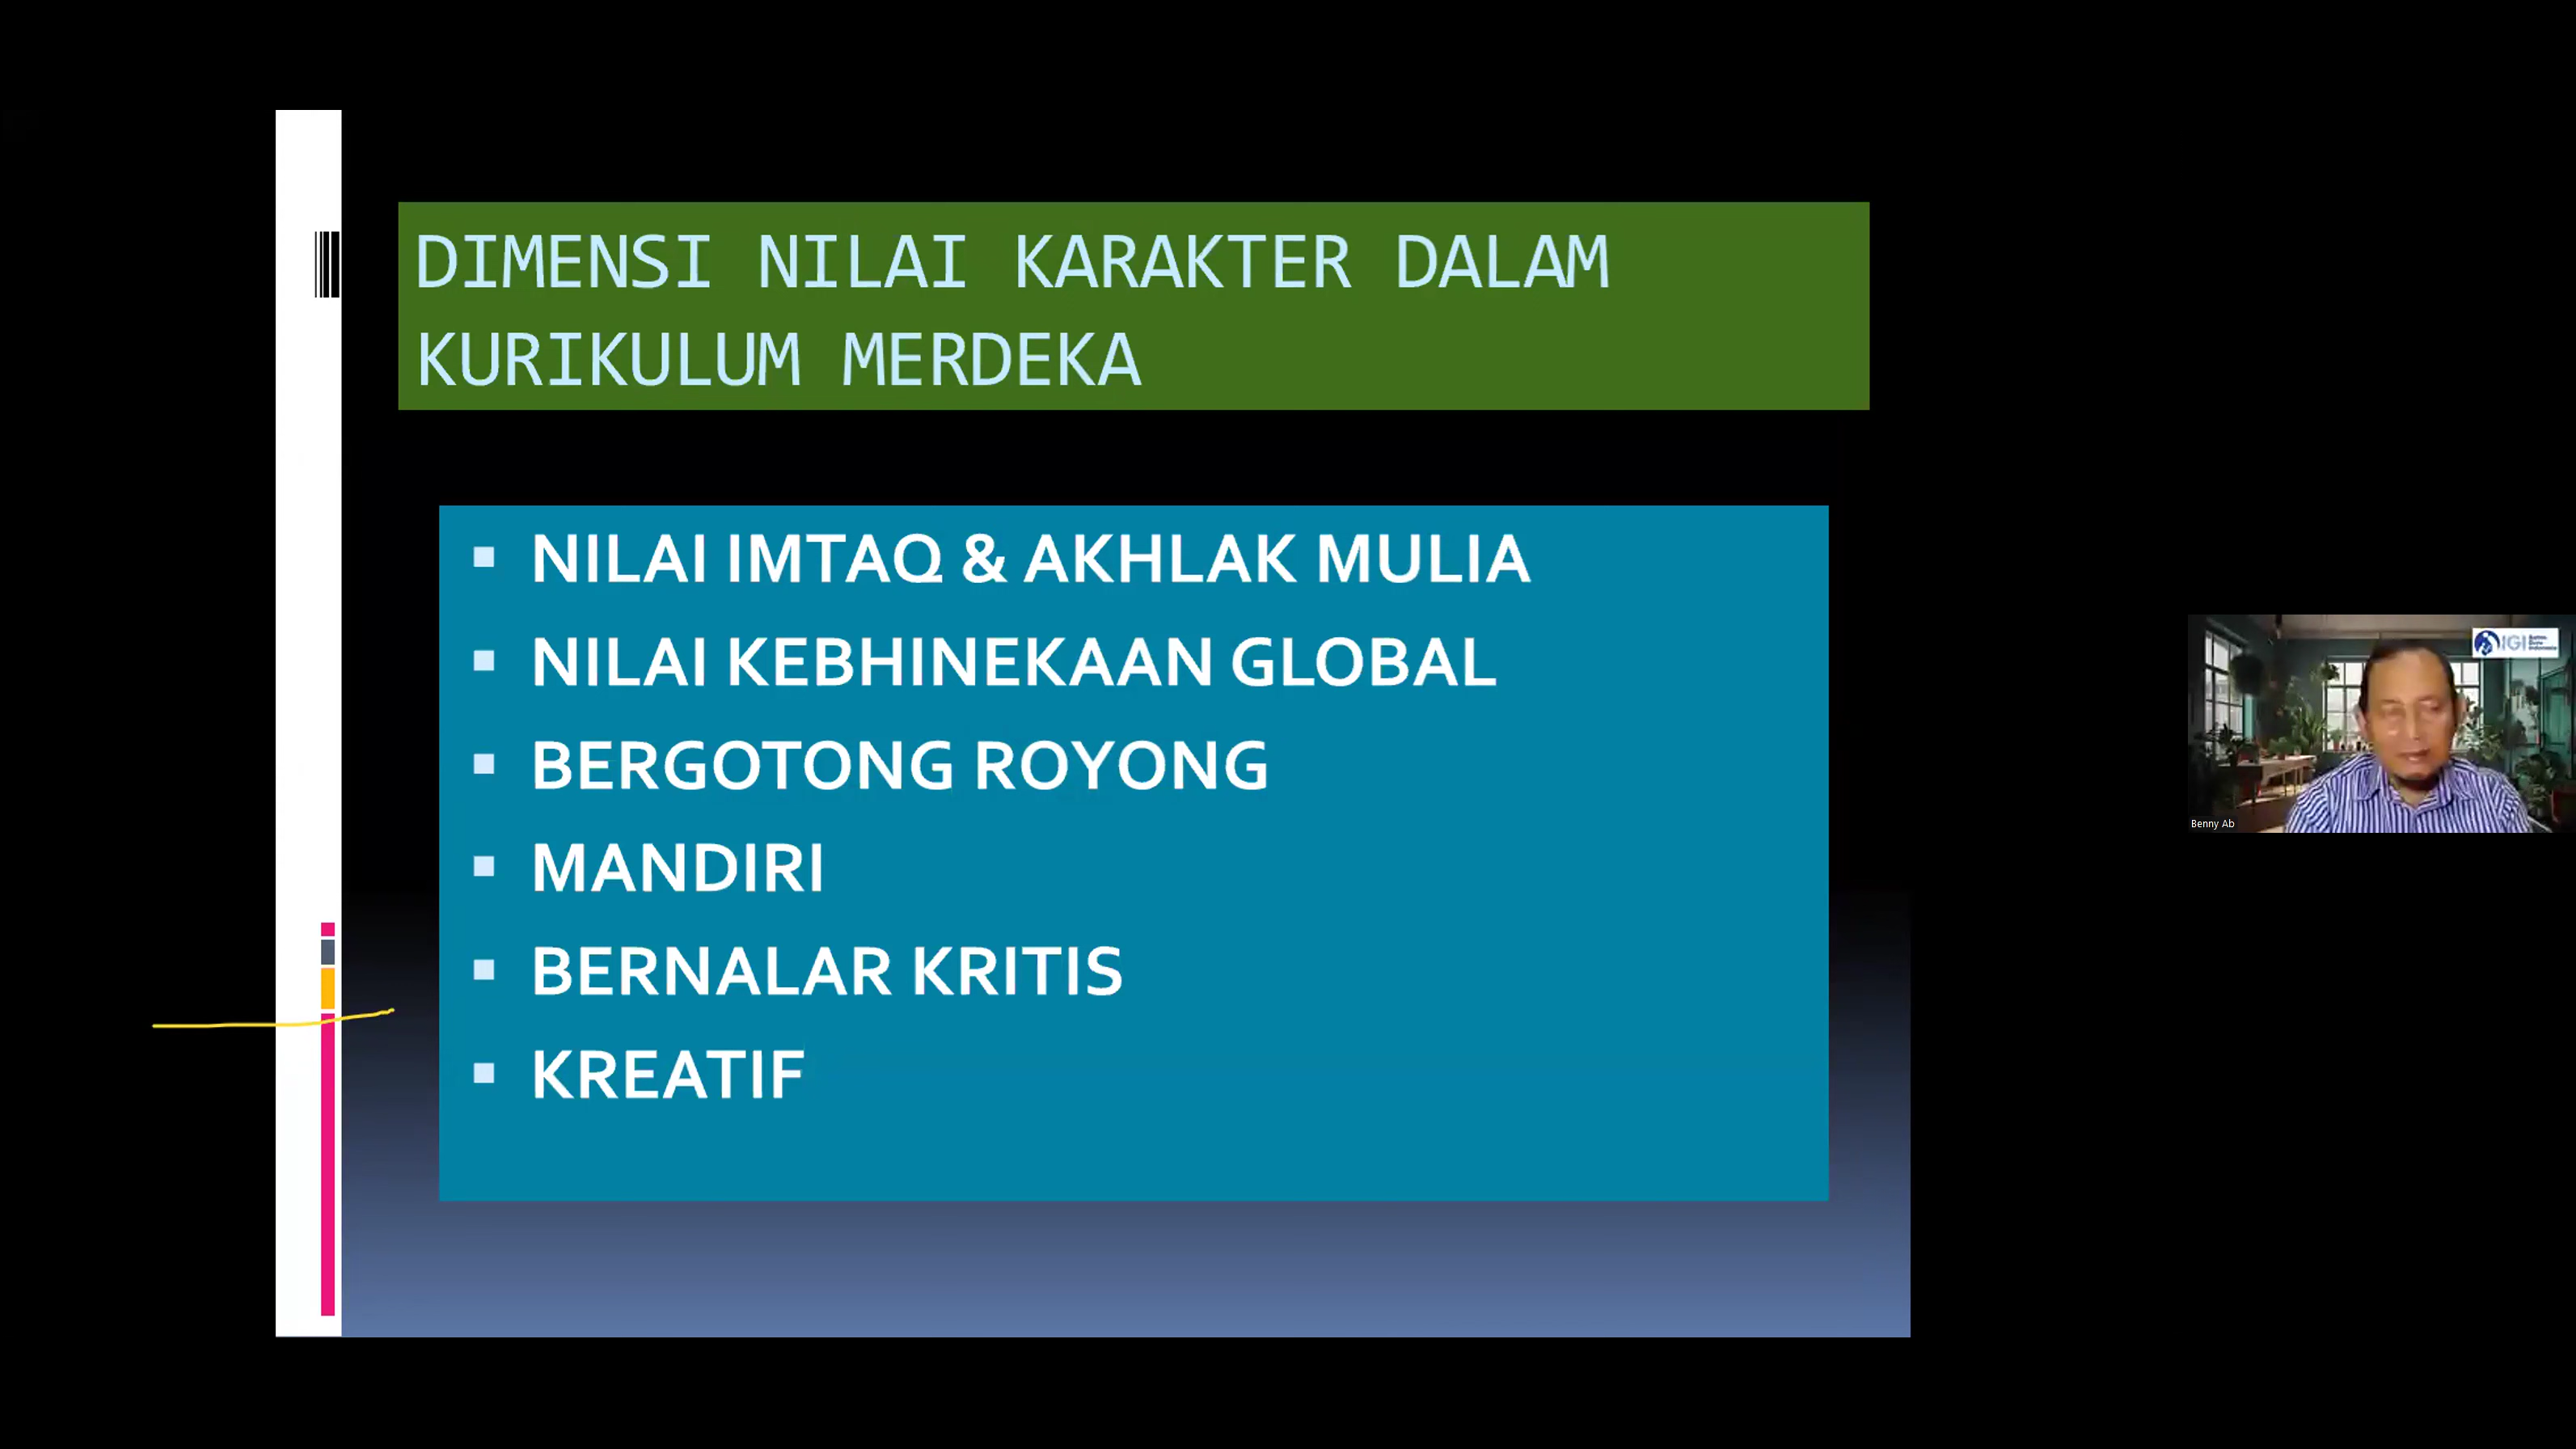 DIMENSI NILAI KARAKTER DALAM
KURIKULUM MERDEKA
NILAI IMTAQ & AKHLAK MULIA
NILAI KEBHINEKAAN GLOBAL
BERGOTONG ROYONG
MANDIRI
BERNALAR KRITIS
KREATIF
IGI
Benny Ab